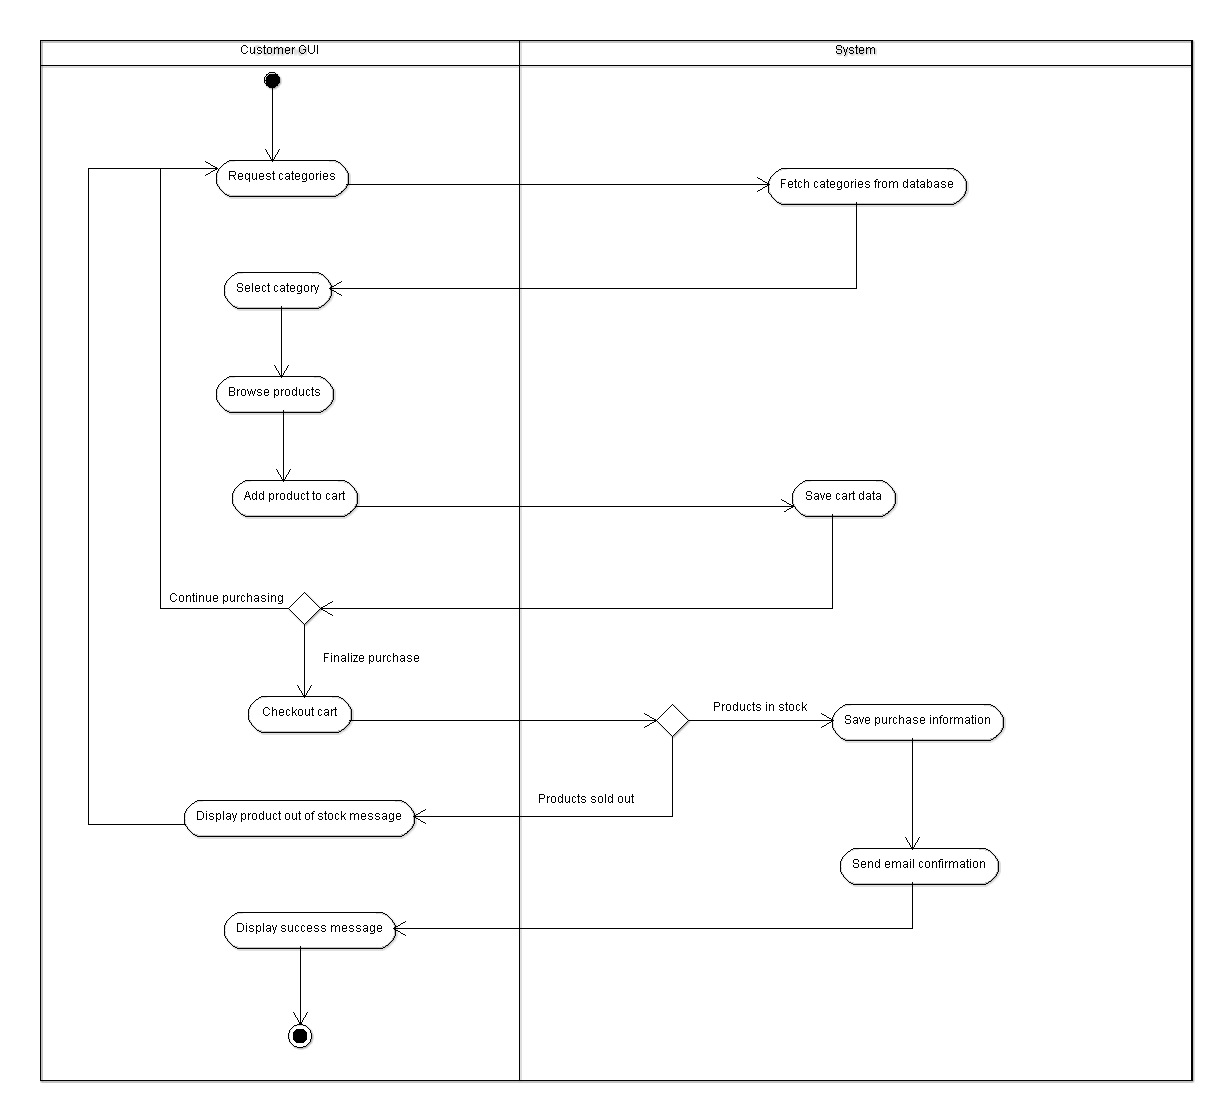 Customer GUI
System
Request categories
Fetch categories from database
Select category
Browse products
Add product to cart
Save cart data
Continue purchasing
Finalize purchase
Checkout cart
Products in stock
Save purchase information
Products sold out
Display product out of stock message
Send email confirmation
Display success message